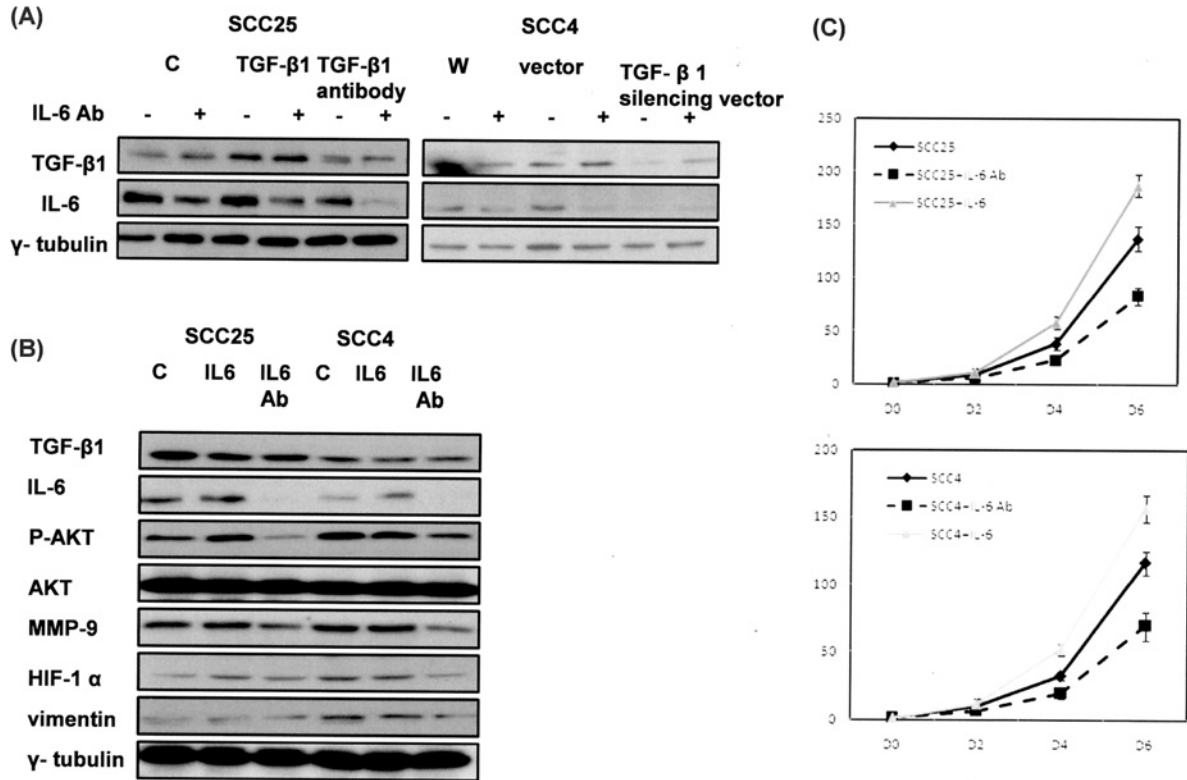 (A)
SCC25
SCC4
C TGF-β1 TGF-β1 antibody
W vector TGF- β 1 silencing vector
IL-6 Ab - + - + - + - + - + - +
TGF-β1
IL-6
γ- tubulin
(B)
SCC25 SCC4
C IL6 IL6 Ab C IL6 IL6 Ab
TGF-β1
IL-6
P-AKT
AKT
MMP-9
HIF-1 α
vimentin
γ- tubulin
(C)
250
200
150
100
50
0
SCC25
SCC25+IL-6 Ab
SCC25+IL-6
D0 D2 D4 D6
200
150
100
50
0
SCC4
SCC4+IL-6 Ab
SCC4+IL-6
D0 D2 D4 D6